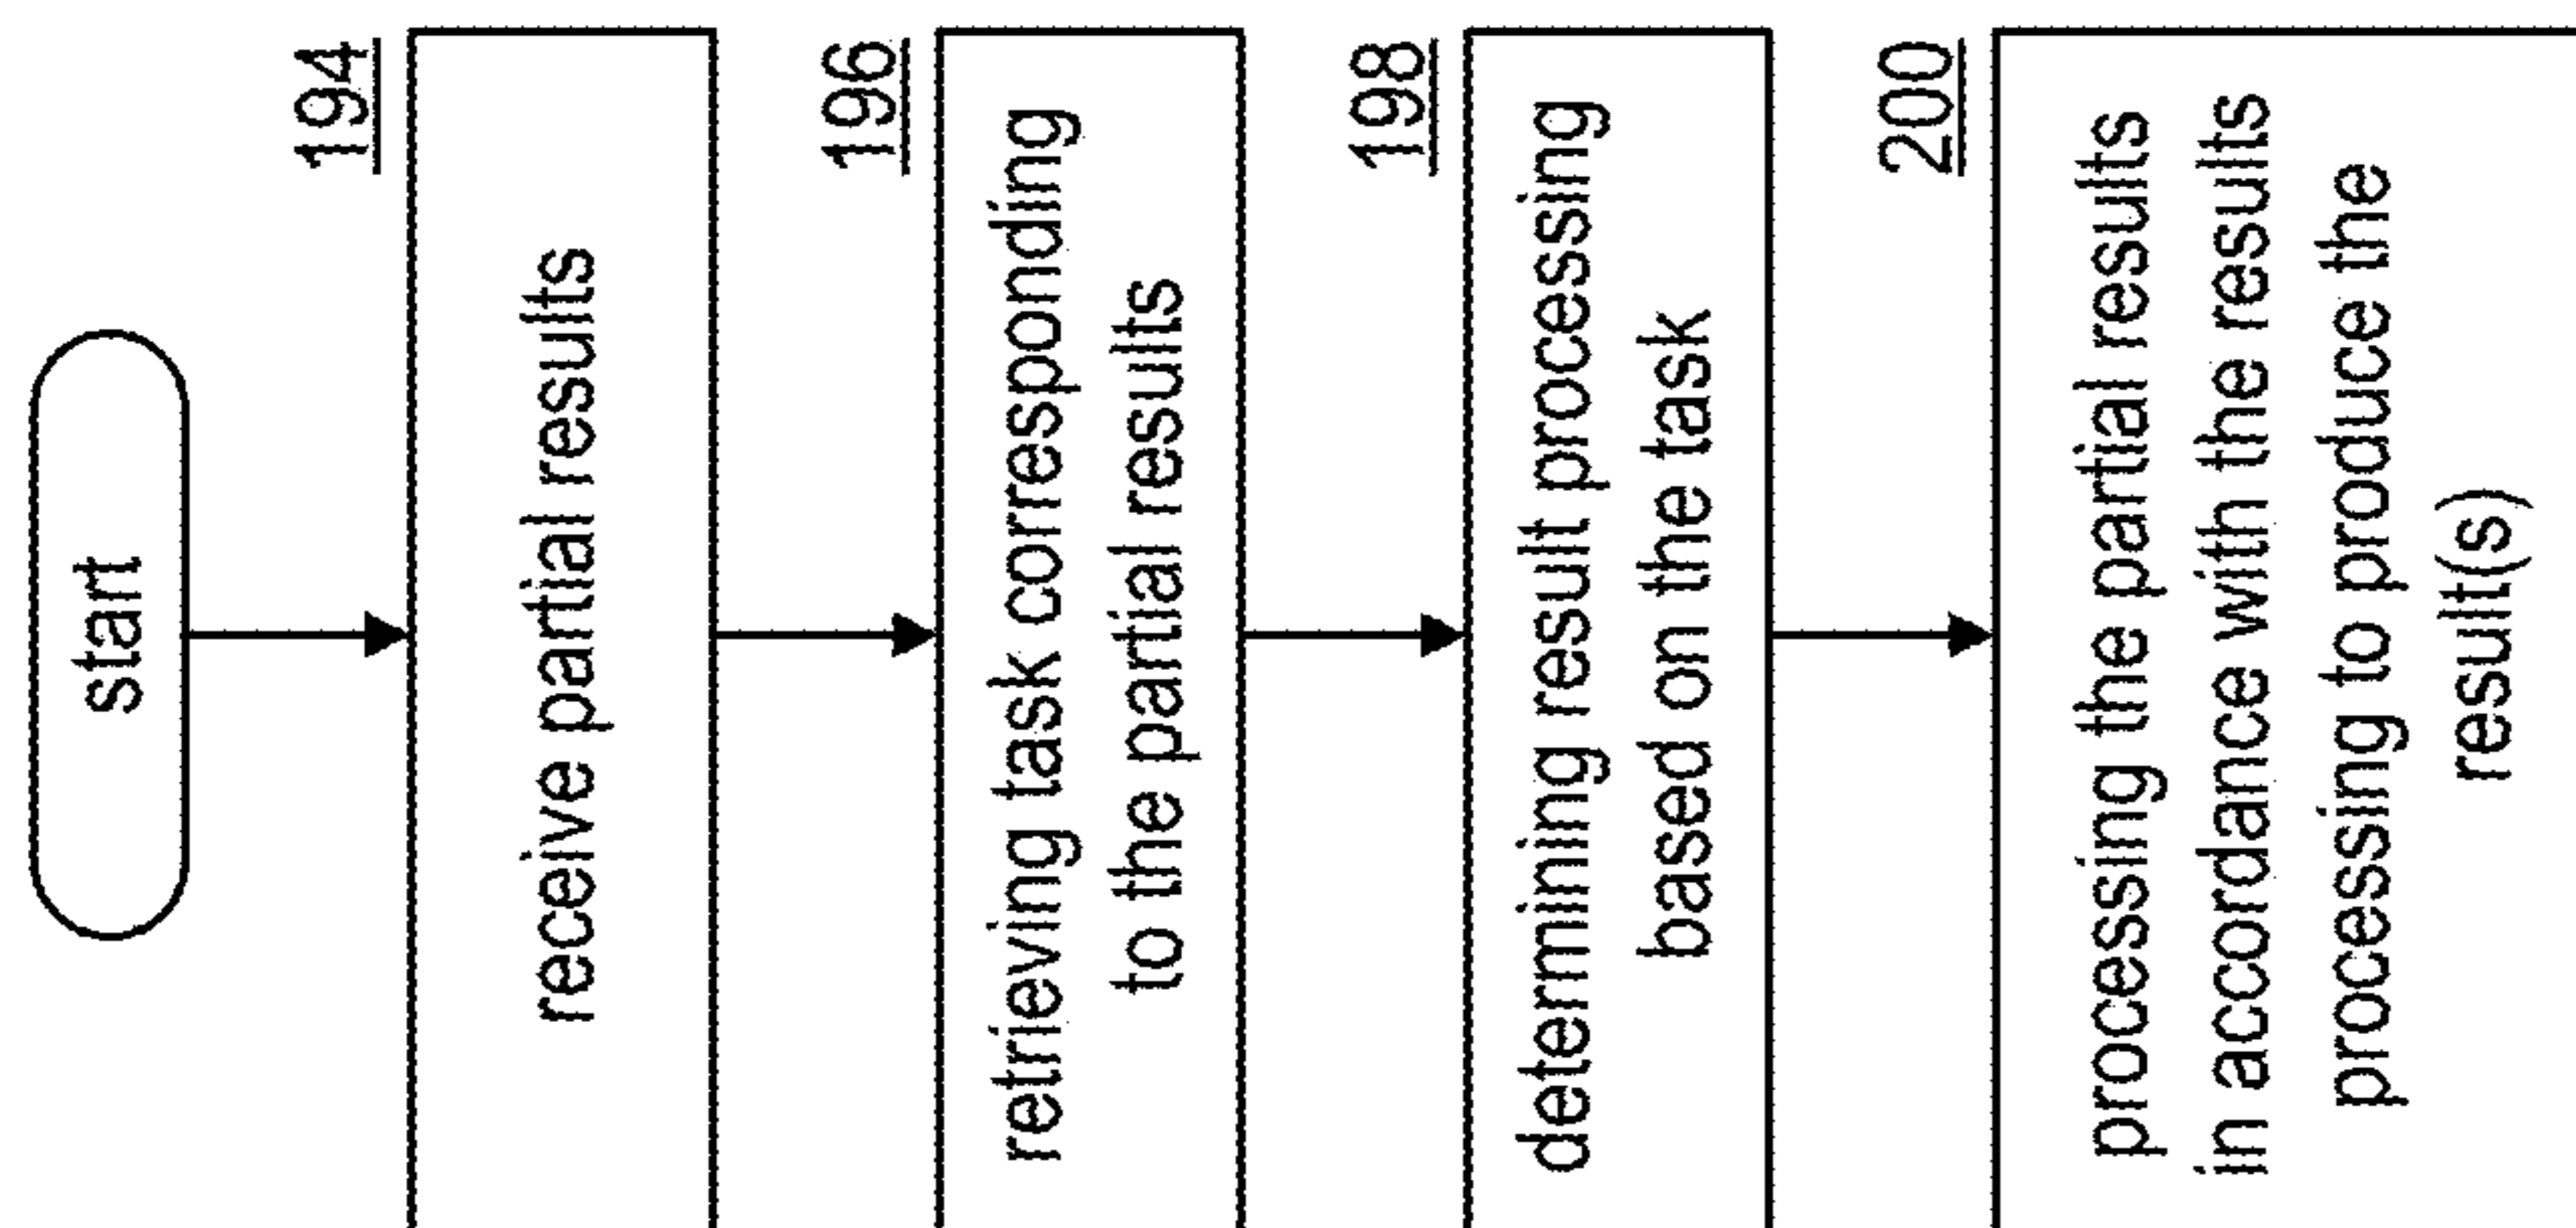 start
194
receive partial results
196
retrieving task corresponding
to the partial results
198
determining result processing
based on the task
200
processing the partial results
in accordance with the results
processing to produce the
result(s)